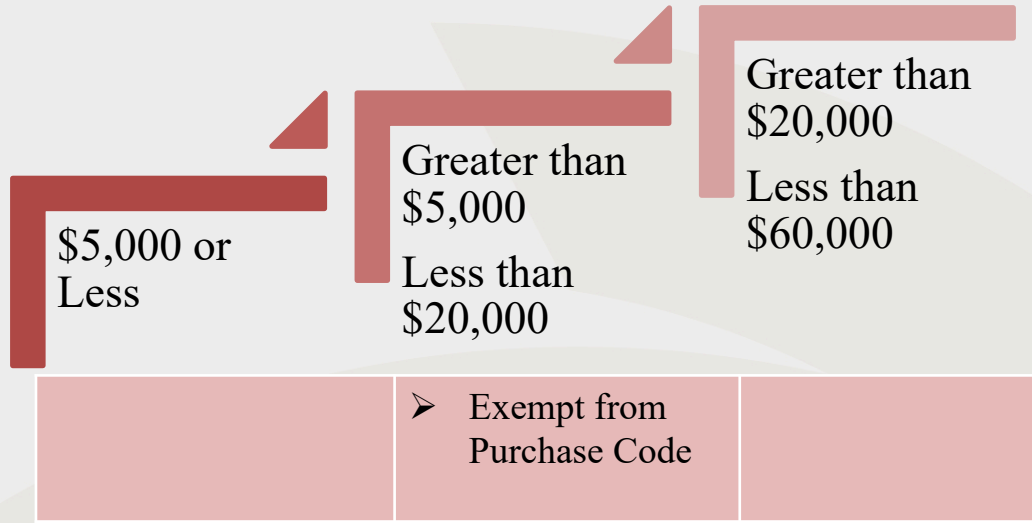 $5,000 or
Less
Greater than
$5,000
Less than
$20,000
Greater than
$20,000
Less than
$60,000
Exempt from
Purchase Code